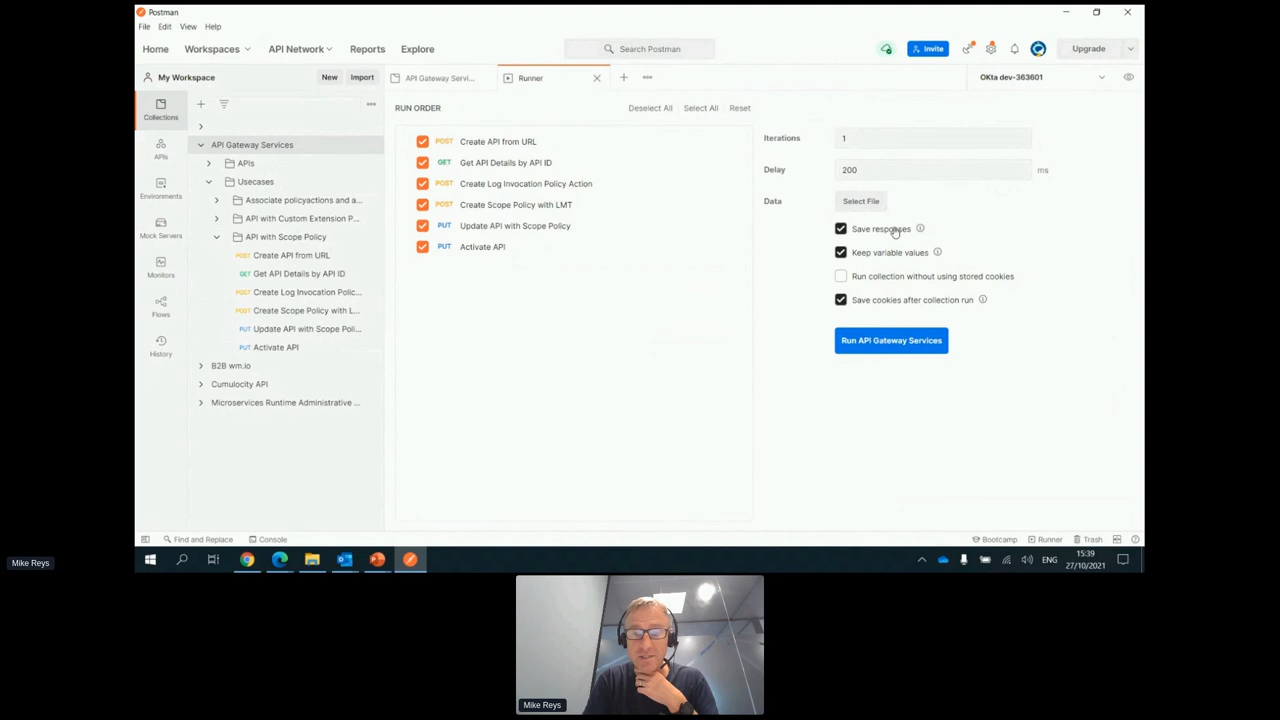 Postman
File Edit View Help
Home Workspaces API Network Reports Explore Search Postman Invite Upgrade
My Workspace New Import API Gateway Servi... Runner OKta dev-363601
Collections
APIs
Environments
Mock Servers
Monitors
Flows
History
API Gateway Services
APIs
Usecases
Associate policyactions and a...
API with Custom Extension P...
API with Scope Policy
POST Create API from URL
GET Get API Details by API ID
POST Create Log Invocation Polic...
POST Create Scope Policy with L...
PUT Update API with Scope Poli...
PUT Activate API
B2B wm.io
Cumulocity API
Microservices Runtime Administrative ...
RUN ORDER Deselect All Select All Reset
POST Create API from URL
GET Get API Details by API ID
POST Create Log Invocation Policy Action
POST Create Scope Policy with LMT
PUT Update API with Scope Policy
PUT Activate API
Iterations 1
Delay 200 ms
Data Select File
Save responses
Keep variable values
Run collection without using stored cookies
Save cookies after collection run
Run API Gateway Services
Find and Replace Console Bootcamp Runner Trash
ENG 15:39
27/10/2021
Mike Reys
Mike Reys